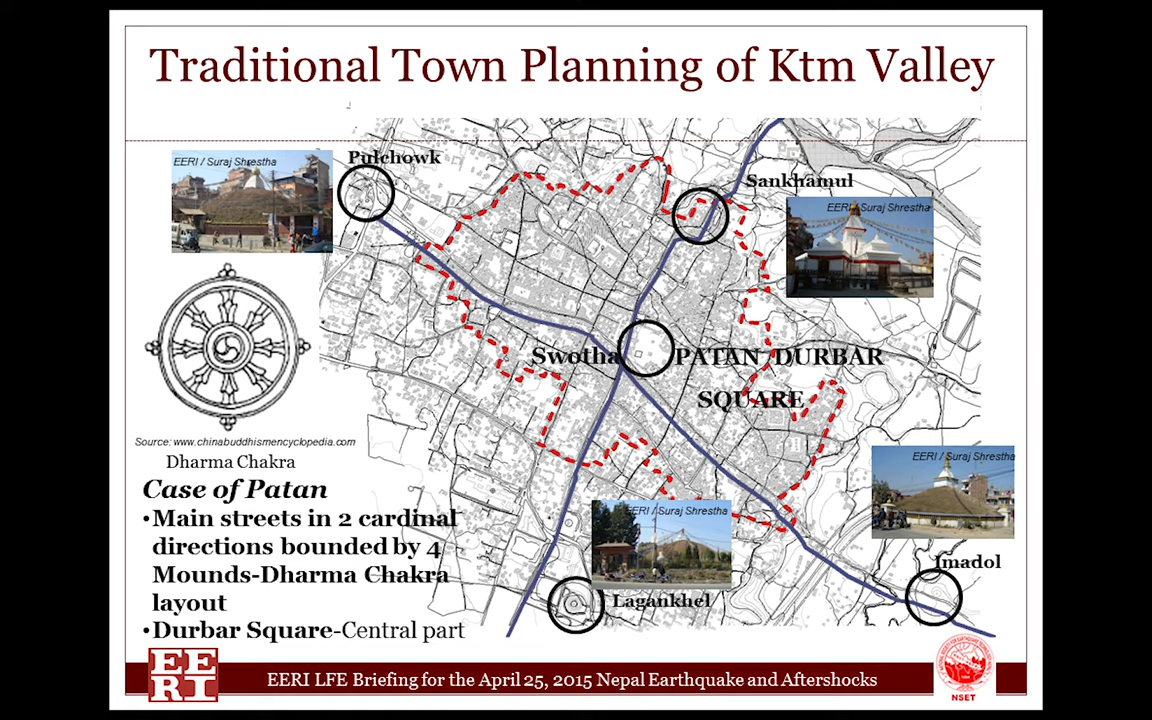 Traditional Town Planning of Ktm Valley
EERI / Suraj Shrestha
Pulchowk
Sankhamul
EERI / Suraj Shrestha
Swotha
PATAN DURBAR
SQUARE
Source: www.chinabuddhismencyclopedia.com
Dharma Chakra
EERI / Suraj Shrestha
Case of Patan
•Main streets in 2 cardinal
directions bounded by 4
Mounds-Dharma Chakra
layout
•Durbar Square-Central part
EERI / Suraj Shrestha
Imadol
Lagankhel
EE
RI
EERI LFE Briefing for the April 25, 2015 Nepal Earthquake and Aftershocks
NSET